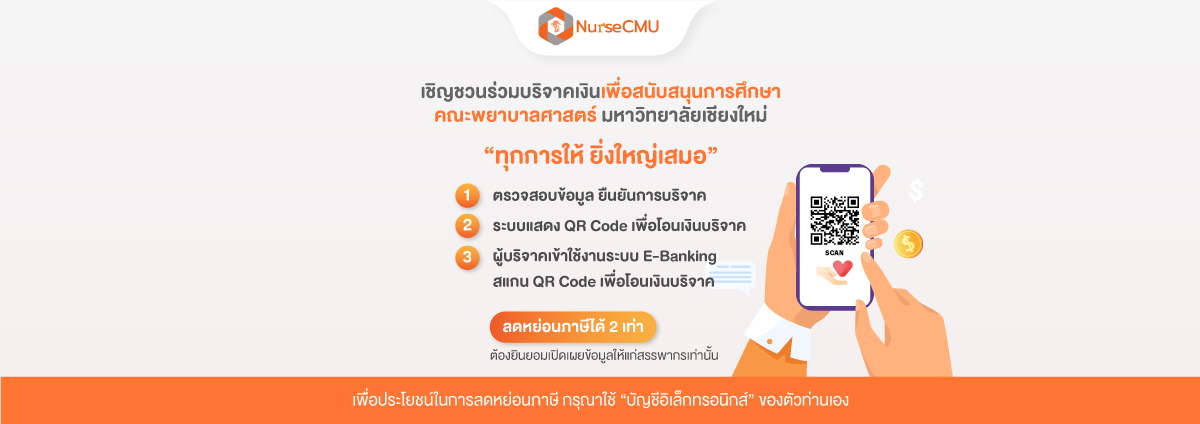 NurseCMU
เชิญชวนร่วมบริจาคเงินเพื่อสนับสนุนการศึกษา
คณะพยาบาลศาสตร์ มหาวิทยาลัยเชียงใหม่
“ทุกการให้ ยิ่งใหญ่เสมอ”
1 ตรวจสอบข้อมูล ยืนยันการบริจาค
2 ระบบแสดง QR Code เพื่อโอนเงินบริจาค
3 ผู้บริจาคเข้าใช้งานระบบ E-Banking
สแกน QR Code เพื่อโอนเงินบริจาค
SCAN
$
$
ลดหย่อนภาษีได้ 2 เท่า
ต้องยินยอมเปิดเผยข้อมูลให้แก่สรรพากรเท่านั้น
เพื่อประโยชน์ในการลดหย่อนภาษี กรุณาใช้ “บัญชีอิเล็กทรอนิกส์” ของตัวท่านเอง